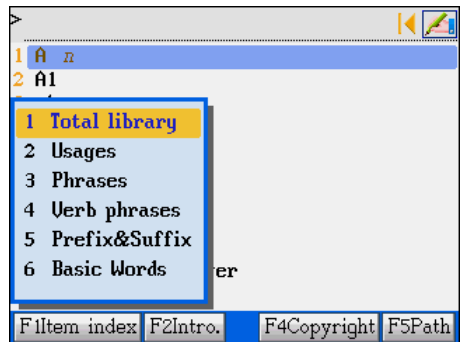 >
1 A n
2 A1
1 Total library
2 Usages
3 Phrases
4 Verb phrases
5 Prefix&Suffix
6 Basic Words
er
F1Item index F2Intro. F4Copyright F5Path